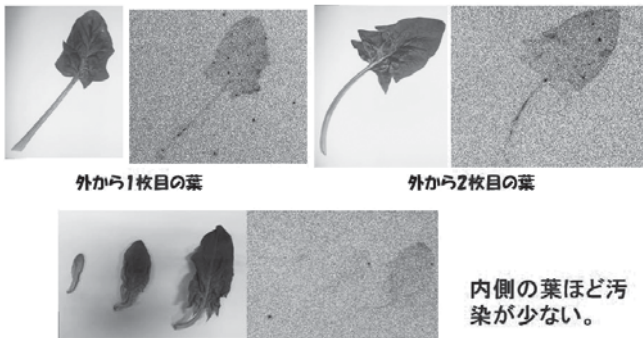 外から1枚目の葉
外から2枚目の葉
内側の葉ほど汚
染が少ない。